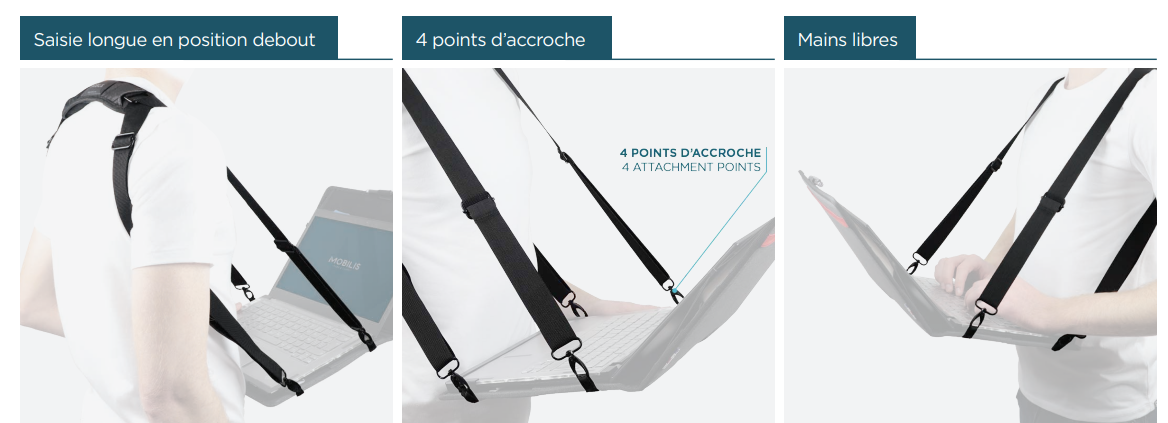 Saisie longue en position debout
4 points d'accroche
Mains libres
4 POINTS D'ACCROCHE
4 ATTACHMENT POINTS
MOBILIS